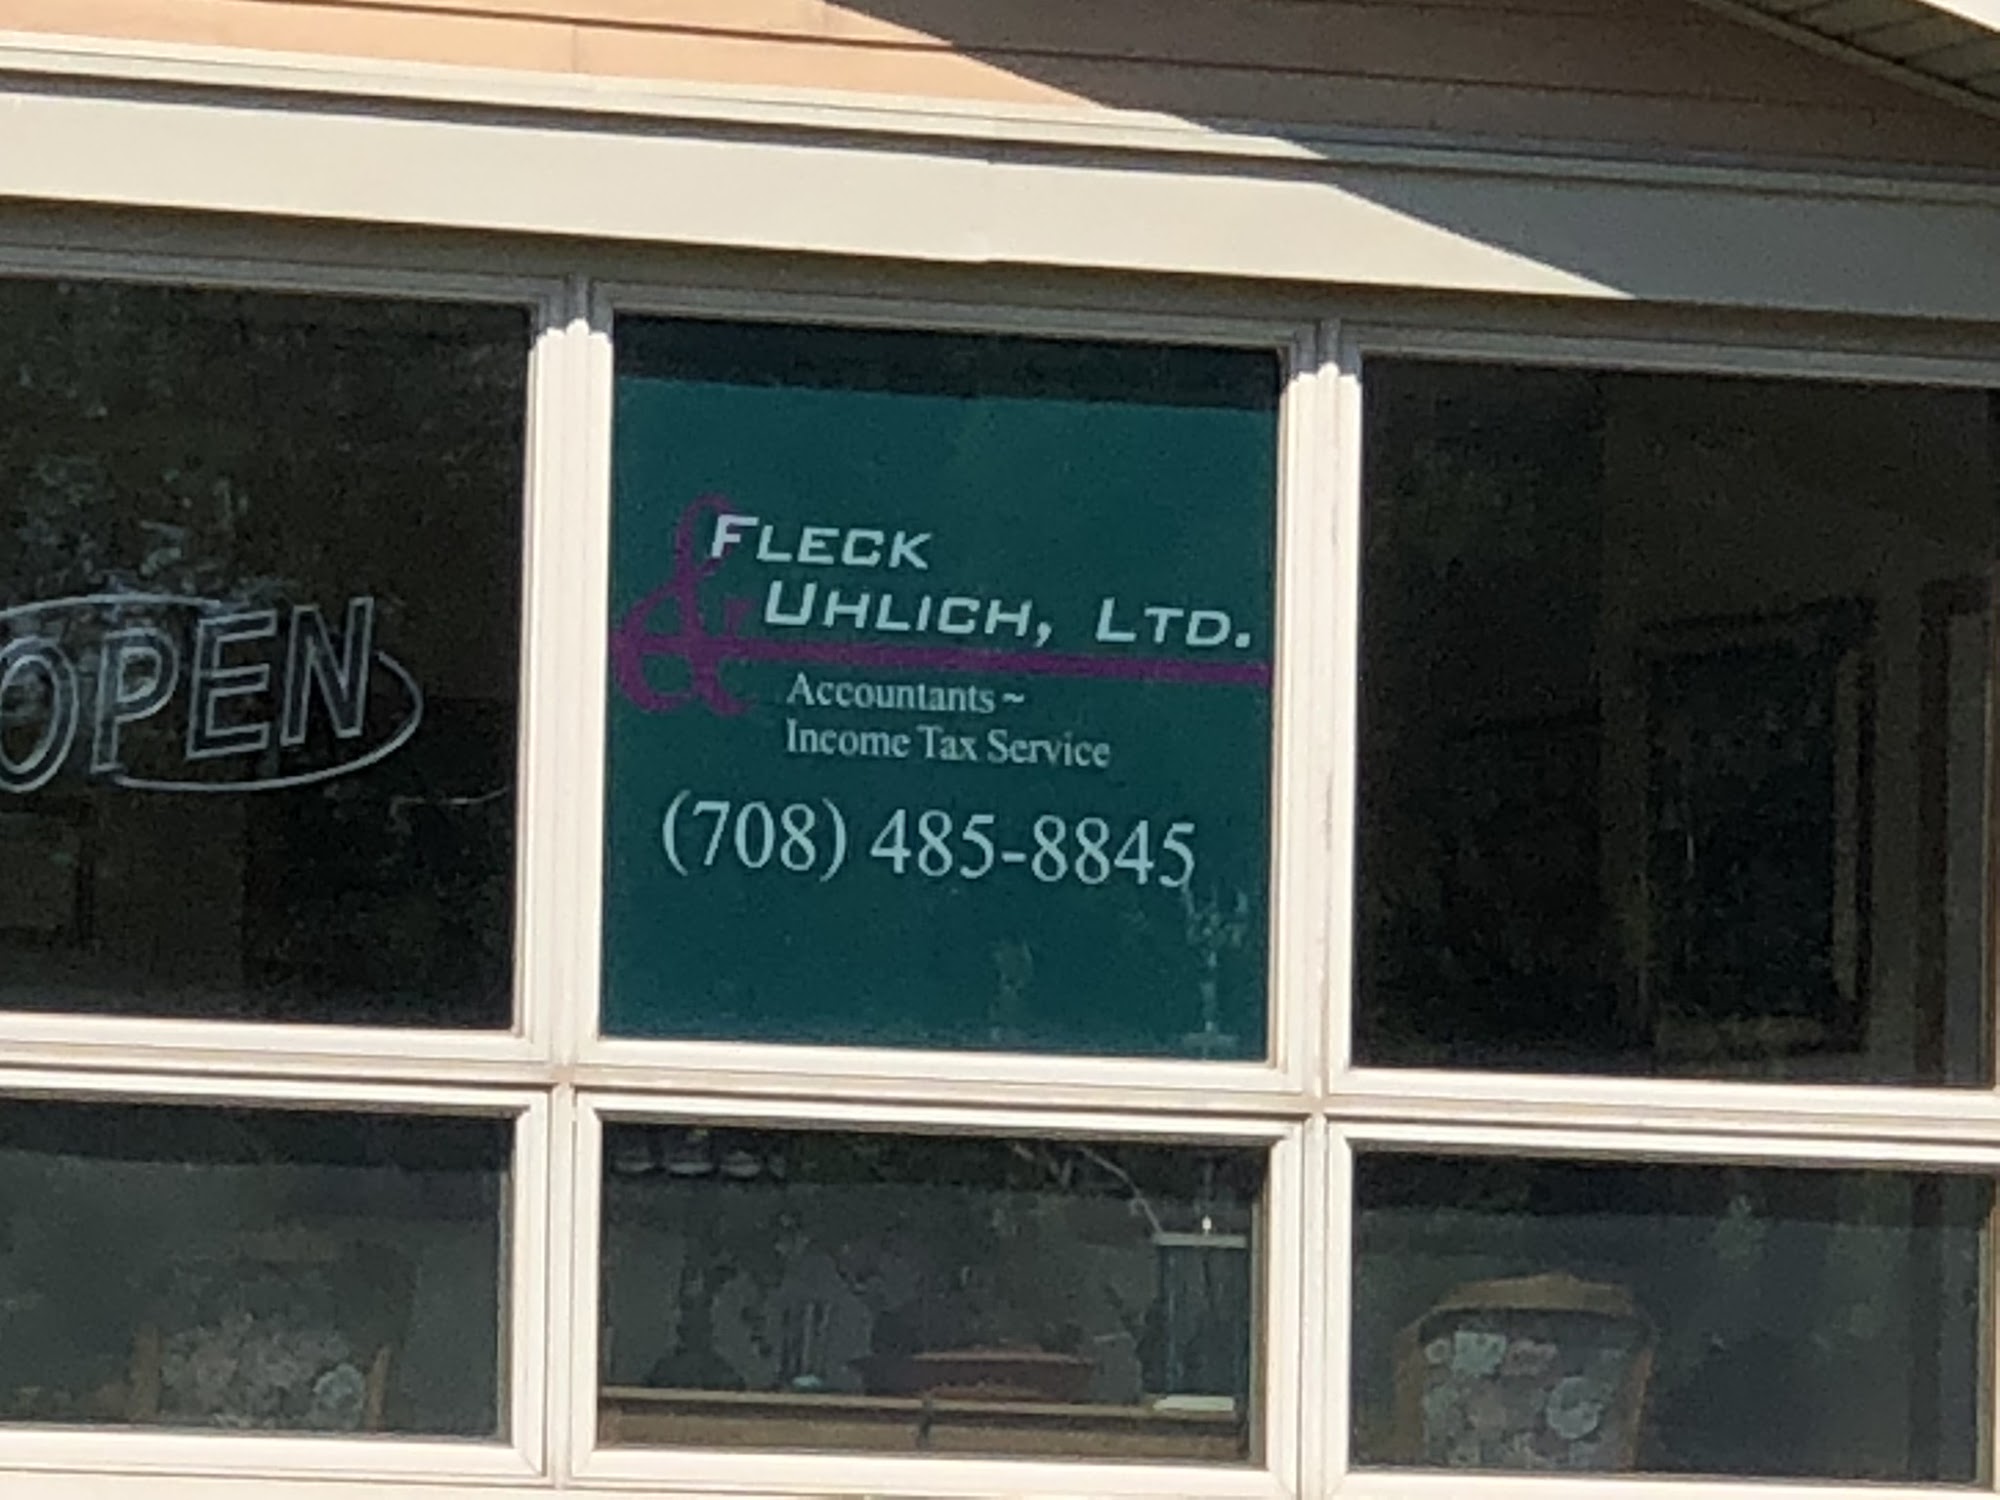 OPEN
FLECK
& UHLICH, LTD.
Accountants ~
Income Tax Service
(708) 485-8845